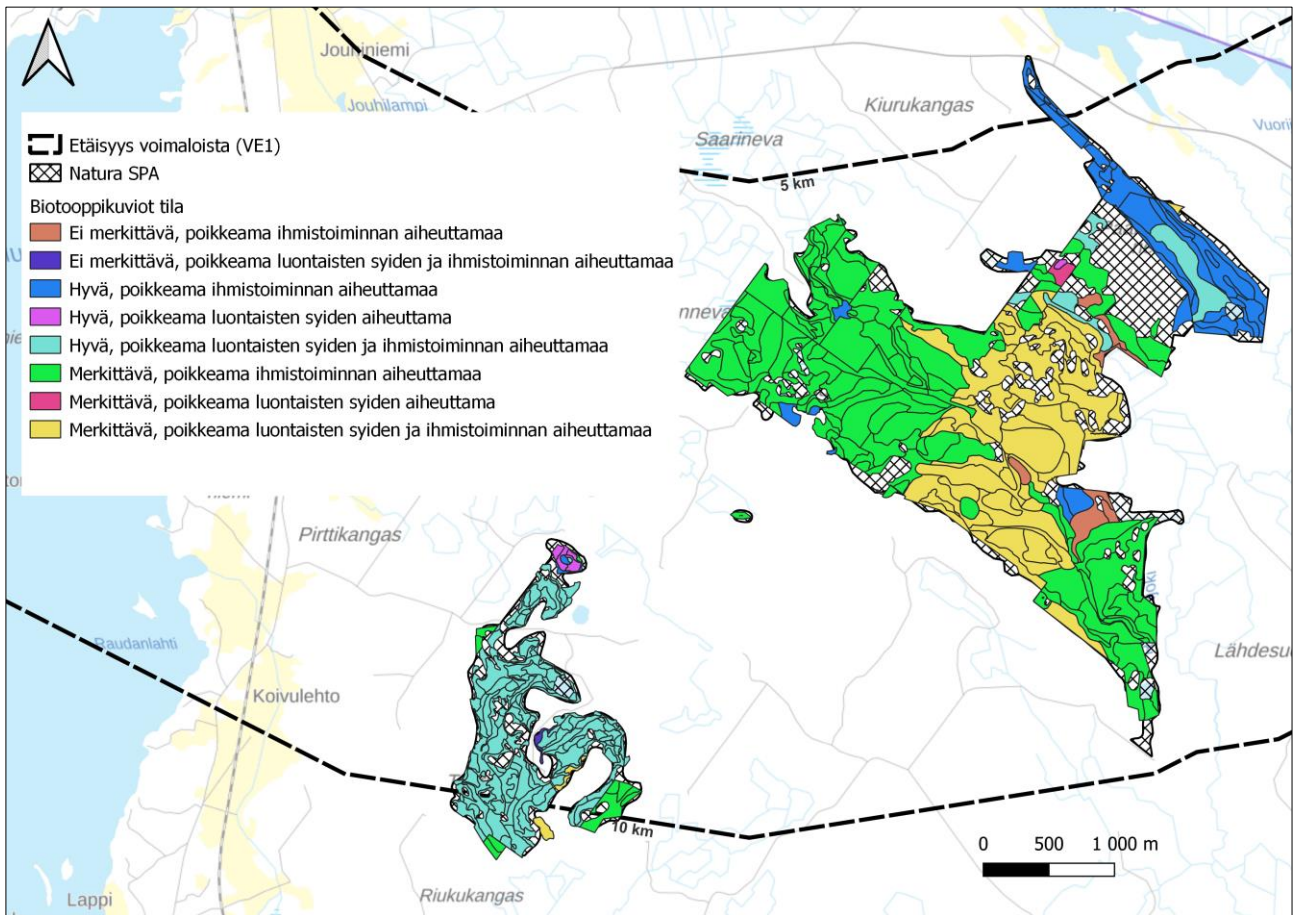 Jouhiniemi
Jouhilampi
Kiurukangas
Saarineva
5 km
Etäisyys voimaloista (VE1)
Natura SPA
Biotooppikuviot tila
Ei merkittävä, poikkeama ihmistoiminnan aiheuttamaa
Ei merkittävä, poikkeama luontaisten syiden ja ihmistoiminnan aiheuttamaa
Hyvä, poikkeama ihmistoiminnan aiheuttamaa
Hyvä, poikkeama luontaisten syiden aiheuttama
Hyvä, poikkeama luontaisten syiden ja ihmistoiminnan aiheuttamaa
Merkittävä, poikkeama ihmistoiminnan aiheuttamaa
Merkittävä, poikkeama luontaisten syiden aiheuttama
Merkittävä, poikkeama luontaisten syiden ja ihmistoiminnan aiheuttamaa
nneva
Pirttikangas
Raudanlahti
Koivulehto
joki
Lähdesu
10 km
0 500 1 000 m
Riukukangas
Lappi